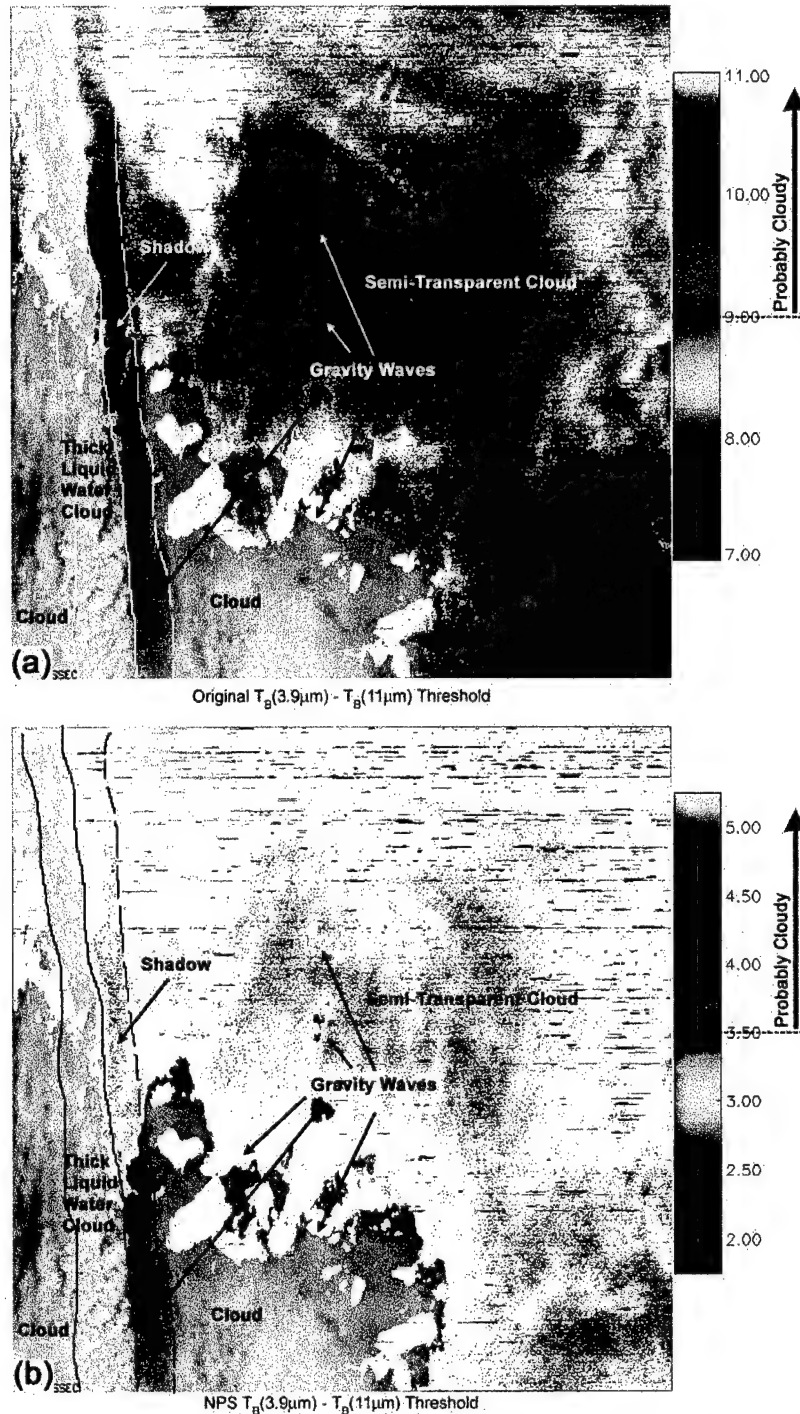 11.00
10.00
9.00
8.00
7.00
Probably Cloudy
Shadow
Semi-Transparent Cloud
Gravity Waves
Thick
Liquid
Water
Cloud
Cloud
Cloud
(a)
SSEC
Original T_B(3.9µm) - T_B(11µm) Threshold
5.00
4.50
4.00
3.50
3.00
2.50
2.00
Probably Cloudy
Shadow
Semi-Transparent Cloud
Gravity Waves
Thick
Liquid
Water
Cloud
Cloud
Cloud
(b)
SSEC
NPS T_B(3.9µm) - T_B(11µm) Threshold